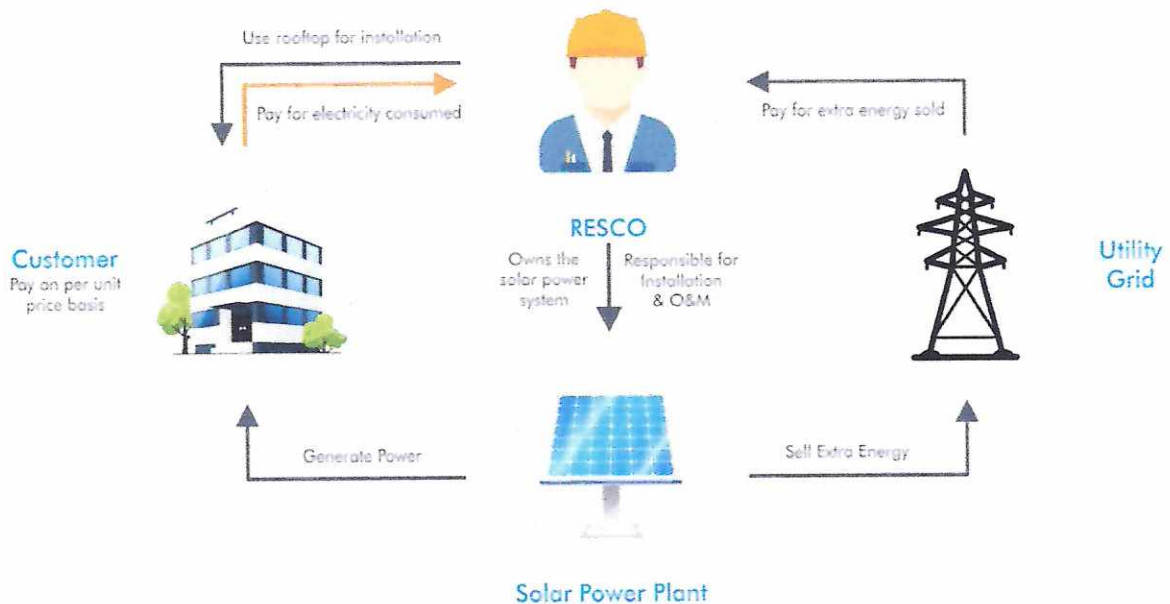 Use rooftop for installation
Pay for electricity consumed
Pay for extra energy sold
RESCO
Owns the
solar power
system
Responsible for
Installation
& O&M
Customer
Pay on per unit
price basis
Utility
Grid
Generate Power
Sell Extra Energy
Solar Power Plant